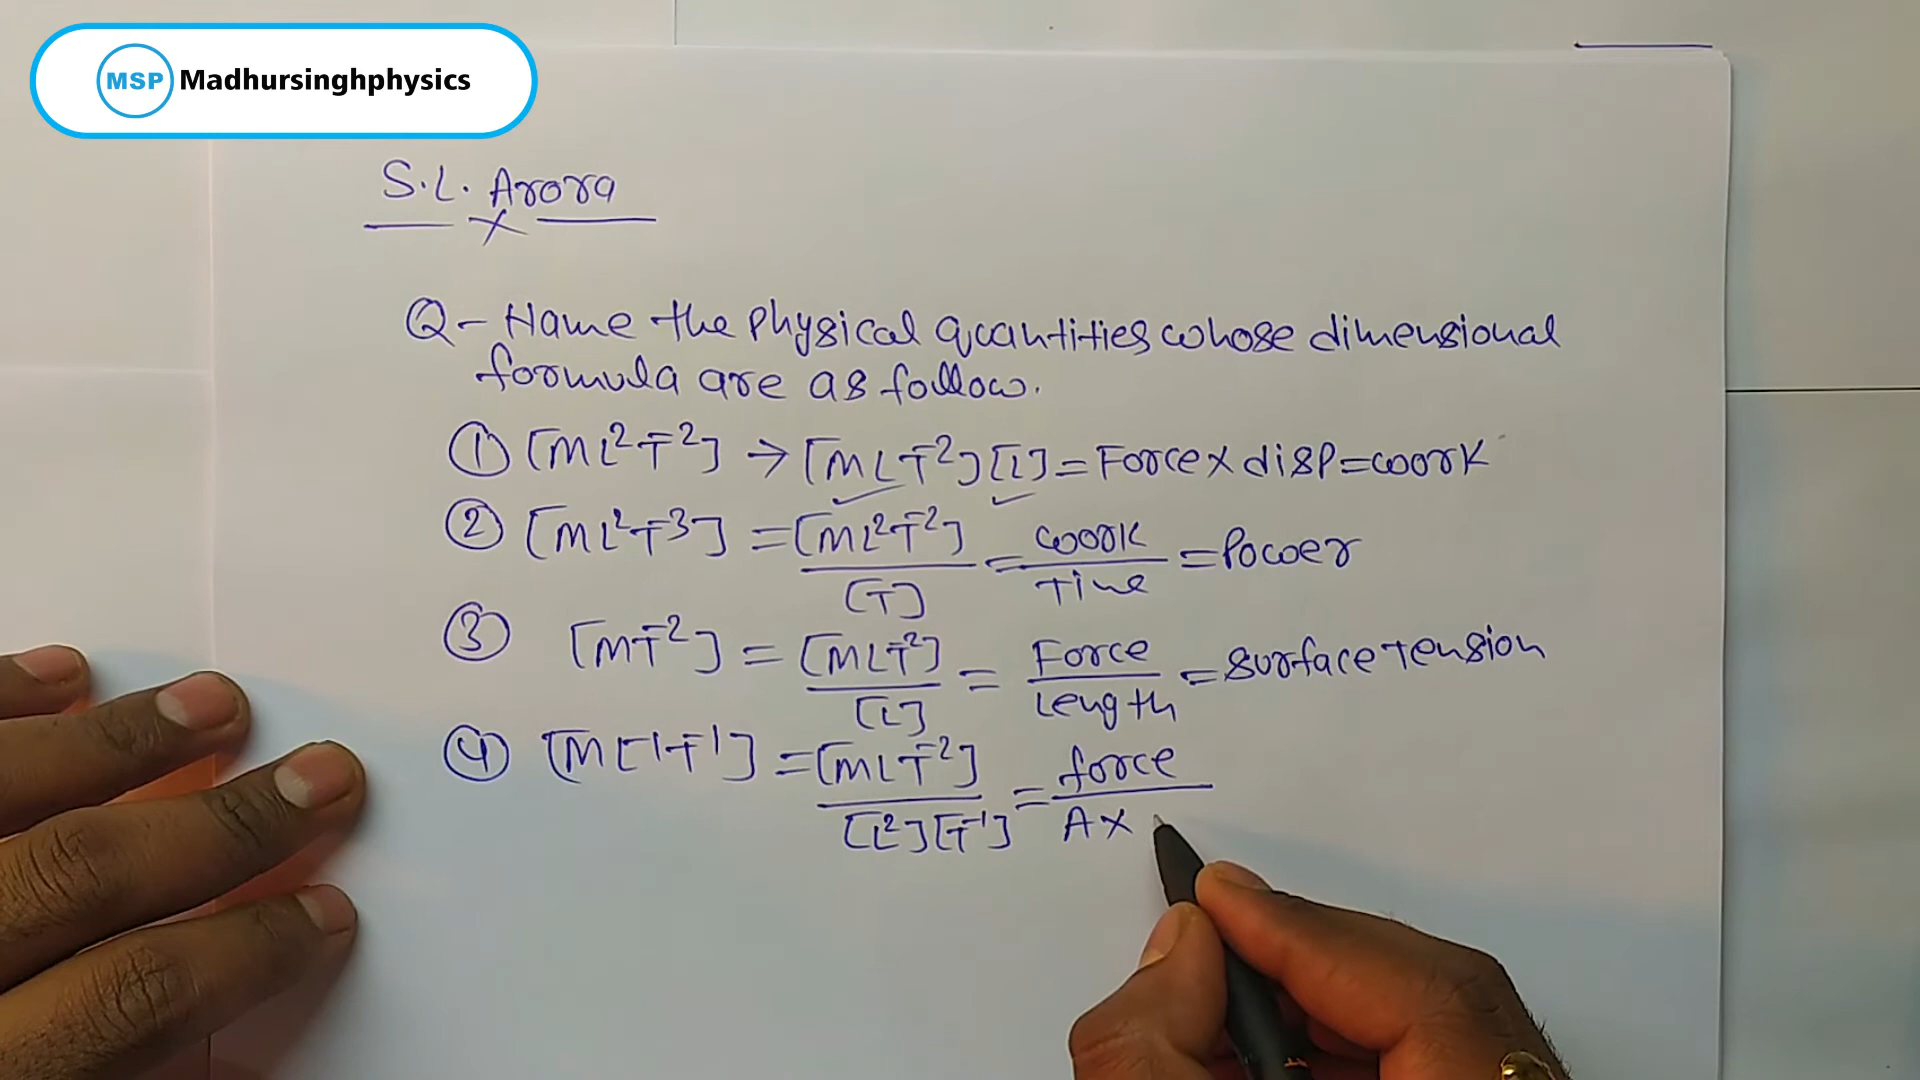 MSP Madhursinghphysics
S.L. Arora
Q- Name the physical quantities whose dimensional
formula are as follow.
① [ML²T⁻²] → [MLT⁻²][L] = Force x disp = work
② [ML²T⁻³] = [ML²T⁻²] / [T] = work / Time = Power
③ [MT⁻²] = [MLT⁻²] / [L] = Force / Length = surface tension
④ [ML⁻¹T⁻¹] = [MLT⁻²] / [L²][T⁻¹] = force / A x